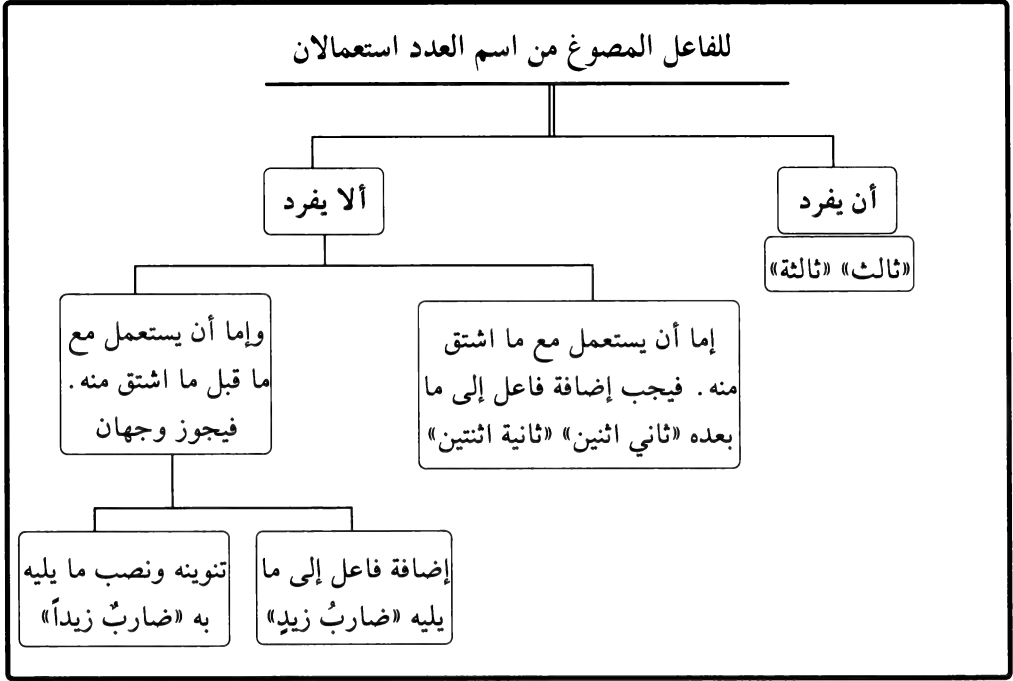 للفاعل المصوغ من اسم العدد استعمالان
أن يفرد
«ثالث» «ثالثة»
ألا يفرد
إما أن يستعمل مع ما اشتق
منه. فيجب إضافة فاعل إلى ما
بعده «ثاني اثنين» «ثانية اثنتين»
وإما أن يستعمل مع
ما قبل ما اشتق منه.
فيجوز وجهان
إضافة فاعل إلى ما
يليه «ضاربُ زيدٍ»
تنوينه ونصب ما يليه
به «ضاربٌ زيداً»